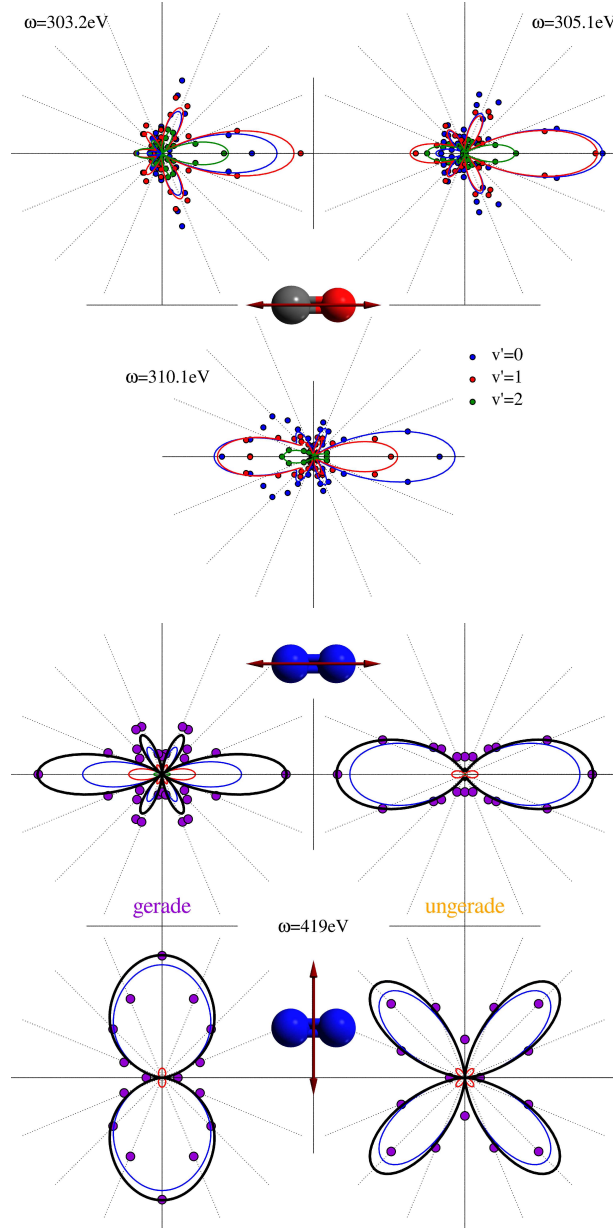 ω=303.2eV
ω=305.1eV
ω=310.1eV
v'=0
v'=1
v'=2
gerade
ungerade
ω=419eV